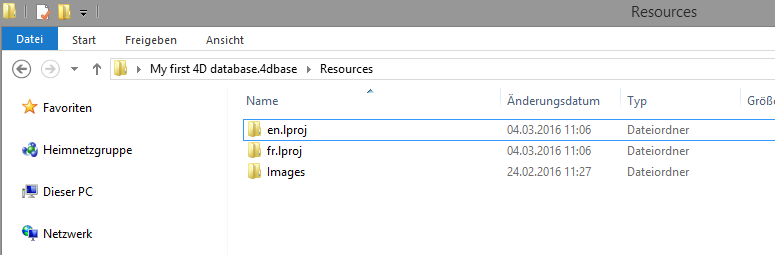 Resources
Datei Start Freigeben Ansicht
My first 4D database.4dbase Resources
Favoriten
Heimnetzgruppe
Dieser PC
Netzwerk
Name Änderungsdatum Typ Größe
en.lproj 04.03.2016 11:06 Dateiordner
fr.lproj 04.03.2016 11:06 Dateiordner
Images 24.02.2016 11:27 Dateiordner